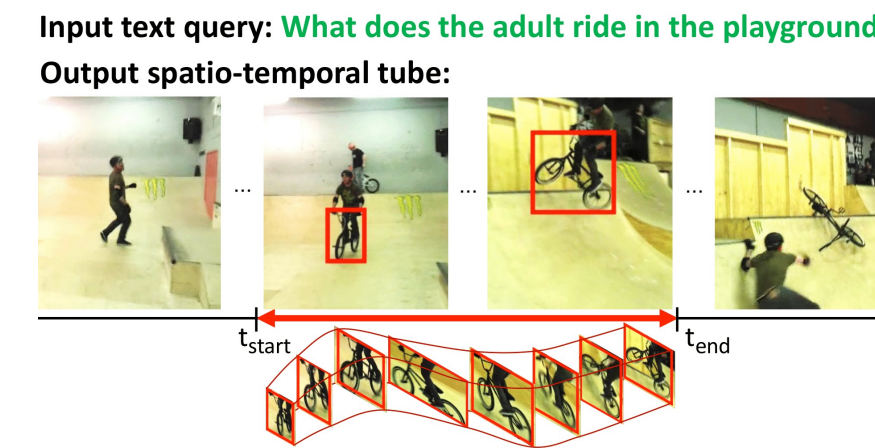 Input text query: What does the adult ride in the playground
Output spatio-temporal tube:
... ... ...
t_start t_end